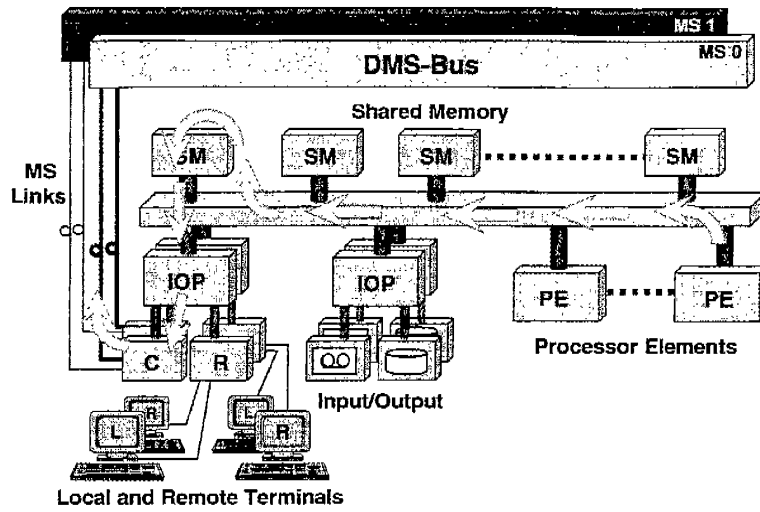 MS 1
MS 0
DMS-Bus
Shared Memory
SM SM SM SM
MS
Links
IOP IOP PE PE
Processor Elements
C R
Input/Output
L R L R
Local and Remote Terminals